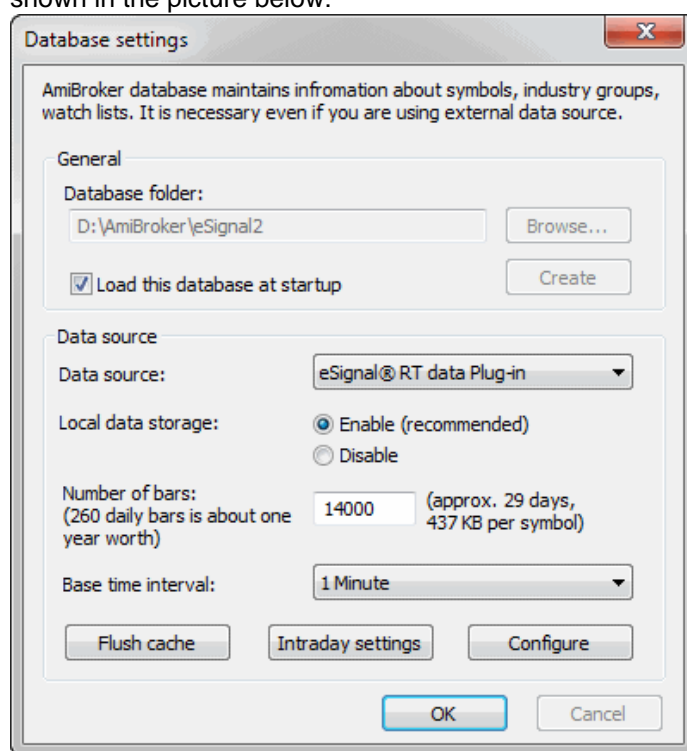 shown in the picture below:
Database settings
AmiBroker database maintains infromation about symbols, industry groups,
watch lists. It is necessary even if you are using external data source.
General
Database folder:
D:\AmiBroker\eSignal2
Browse...
Load this database at startup
Create
Data source
Data source:
eSignal® RT data Plug-in
Local data storage:
Enable (recommended)
Disable
Number of bars:
(260 daily bars is about one
year worth)
14000
(approx. 29 days,
437 KB per symbol)
Base time interval:
1 Minute
Flush cache
Intraday settings
Configure
OK
Cancel